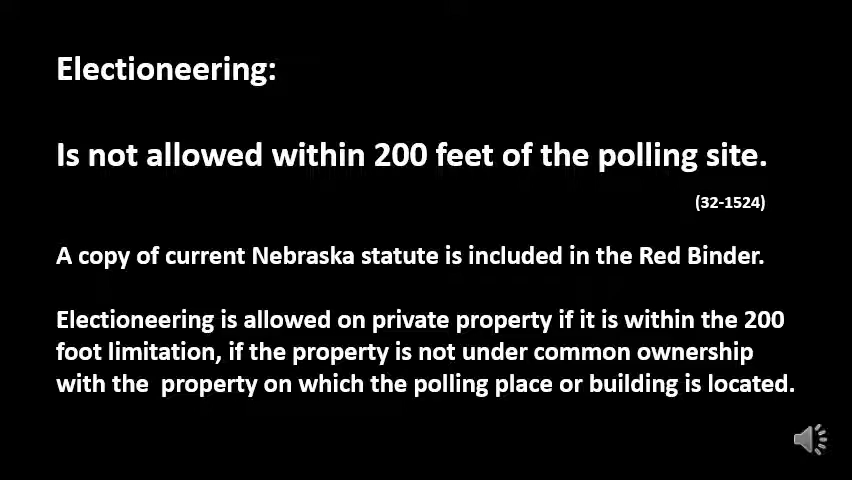 Electioneering:
Is not allowed within 200 feet of the polling site.
(32-1524)
A copy of current Nebraska statute is included in the Red Binder.
Electioneering is allowed on private property if it is within the 200
foot limitation, if the property is not under common ownership
with the  property on which the polling place or building is located.